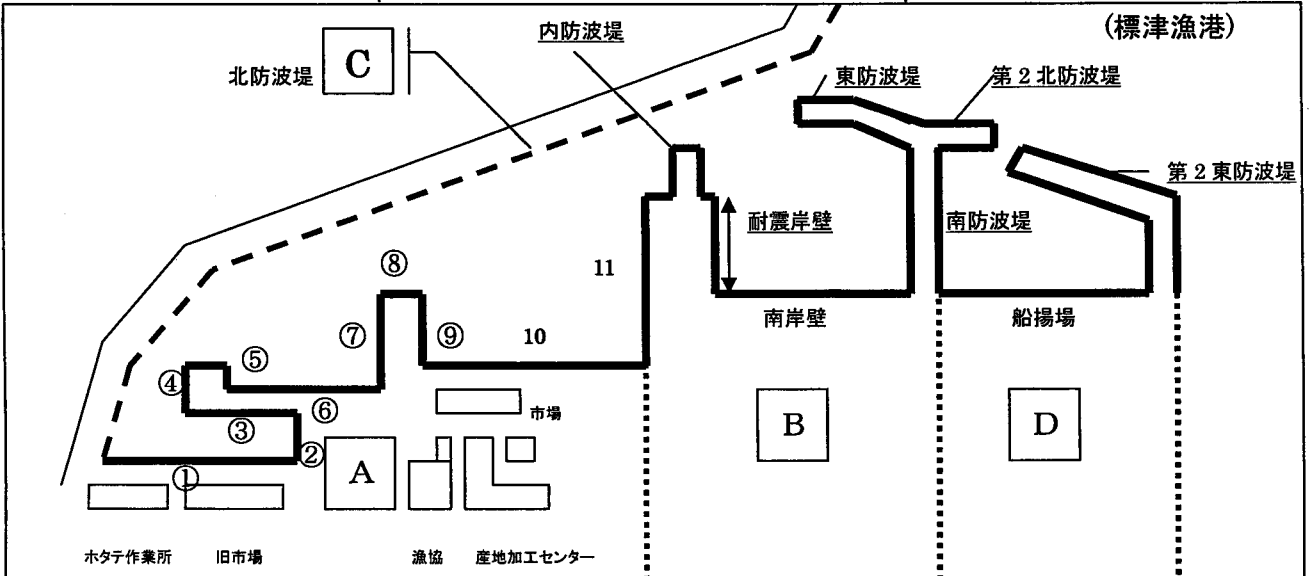 (標津漁港)
内防波堤
北防波堤 C
東防波堤
第2北防波堤
第2東防波堤
耐震岸壁
南防波堤
⑧
11
⑦
⑨
10
南岸壁
船揚場
⑤
④
⑥
③
②
①
市場
A
B
D
ホタテ作業所
旧市場
漁協
産地加工センター